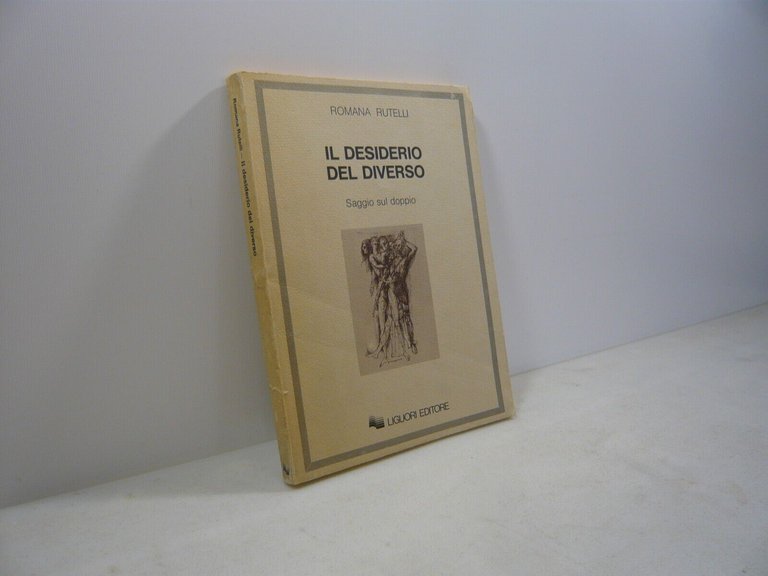 ROMANA RUTELLI
IL DESIDERIO
DEL DIVERSO
Saggio sul doppio
LIGUORI EDITORE
Romana Rutelli – Il desiderio del diverso